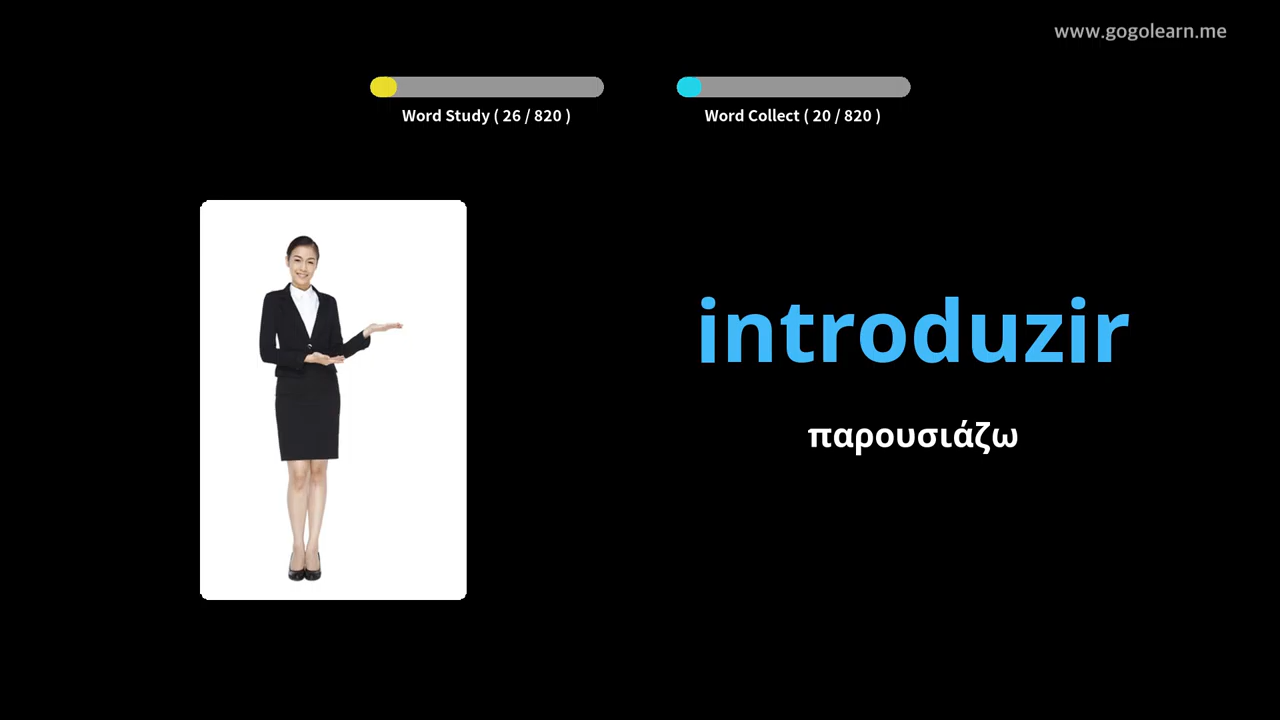 www.gogolearn.me
Word Study ( 26 / 820 )
Word Collect ( 20 / 820 )
introduzir
παρουσιάζω